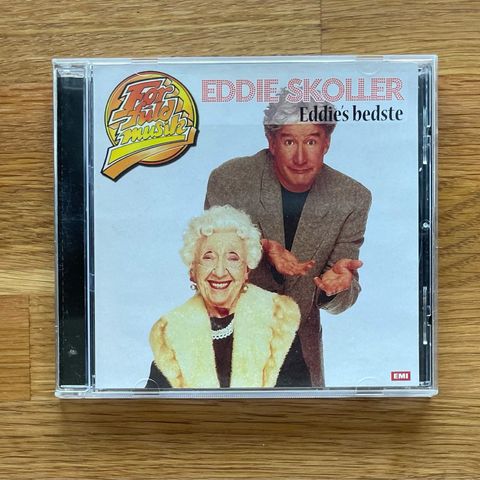 For
fuld
musik
EDDIE SKOLLER
Eddie's bedste
EMI